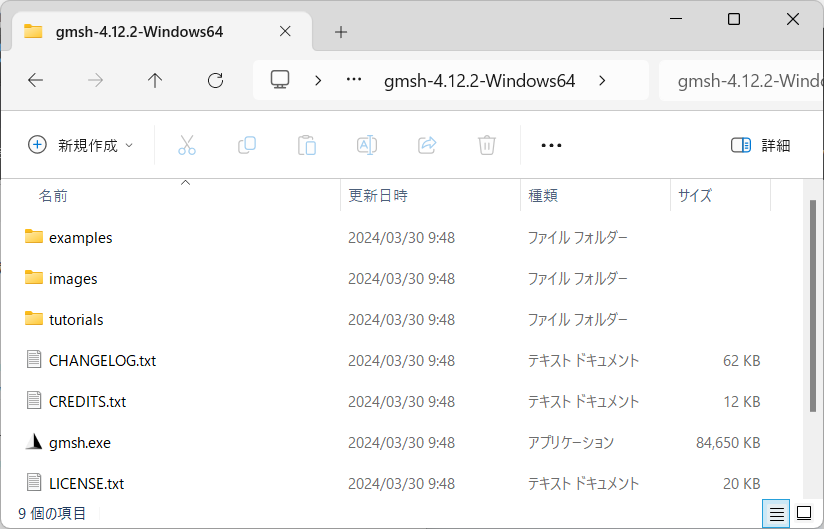 gmsh-4.12.2-Windows64
gmsh-4.12.2-Windows64 gmsh-4.12.2-Windo
新規作成 詳細
名前 更新日時 種類 サイズ
examples 2024/03/30 9:48 ファイル フォルダー
images 2024/03/30 9:48 ファイル フォルダー
tutorials 2024/03/30 9:48 ファイル フォルダー
CHANGELOG.txt 2024/03/30 9:48 テキスト ドキュメント 62 KB
CREDITS.txt 2024/03/30 9:48 テキスト ドキュメント 12 KB
gmsh.exe 2024/03/30 9:48 アプリケーション 84,650 KB
LICENSE.txt 2024/03/30 9:48 テキスト ドキュメント 20 KB
9 個の項目